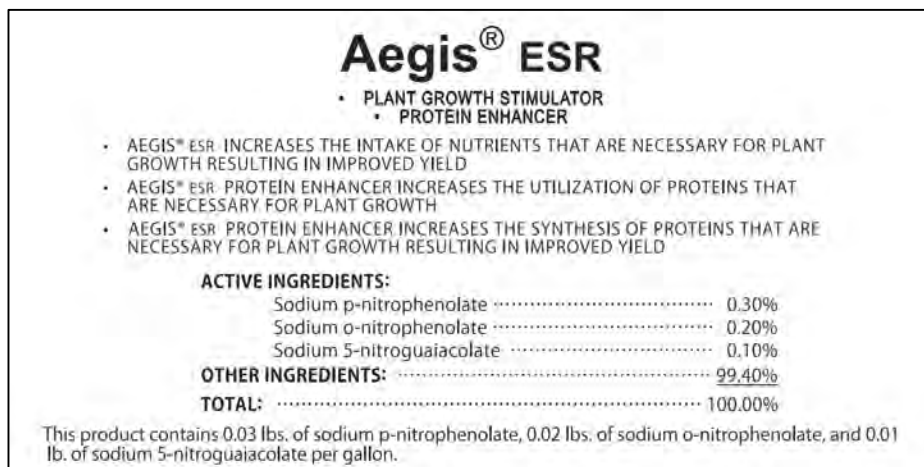 Aegis® ESR
• PLANT GROWTH STIMULATOR
• PROTEIN ENHANCER
• AEGIS® ESR INCREASES THE INTAKE OF NUTRIENTS THAT ARE NECESSARY FOR PLANT
GROWTH RESULTING IN IMPROVED YIELD
• AEGIS® ESR PROTEIN ENHANCER INCREASES THE UTILIZATION OF PROTEINS THAT
ARE NECESSARY FOR PLANT GROWTH
• AEGIS® ESR PROTEIN ENHANCER INCREASES THE SYNTHESIS OF PROTEINS THAT ARE
NECESSARY FOR PLANT GROWTH RESULTING IN IMPROVED YIELD
ACTIVE INGREDIENTS:
Sodium p-nitrophenolate ................................ 0.30%
Sodium o-nitrophenolate ................................ 0.20%
Sodium 5-nitroguaiacolate ............................. 0.10%
OTHER INGREDIENTS: ................................ 99.40%
TOTAL: ................................ 100.00%
This product contains 0.03 lbs. of sodium p-nitrophenolate, 0.02 lbs. of sodium o-nitrophenolate, and 0.01
lb. of sodium 5-nitroguaiacolate per gallon.